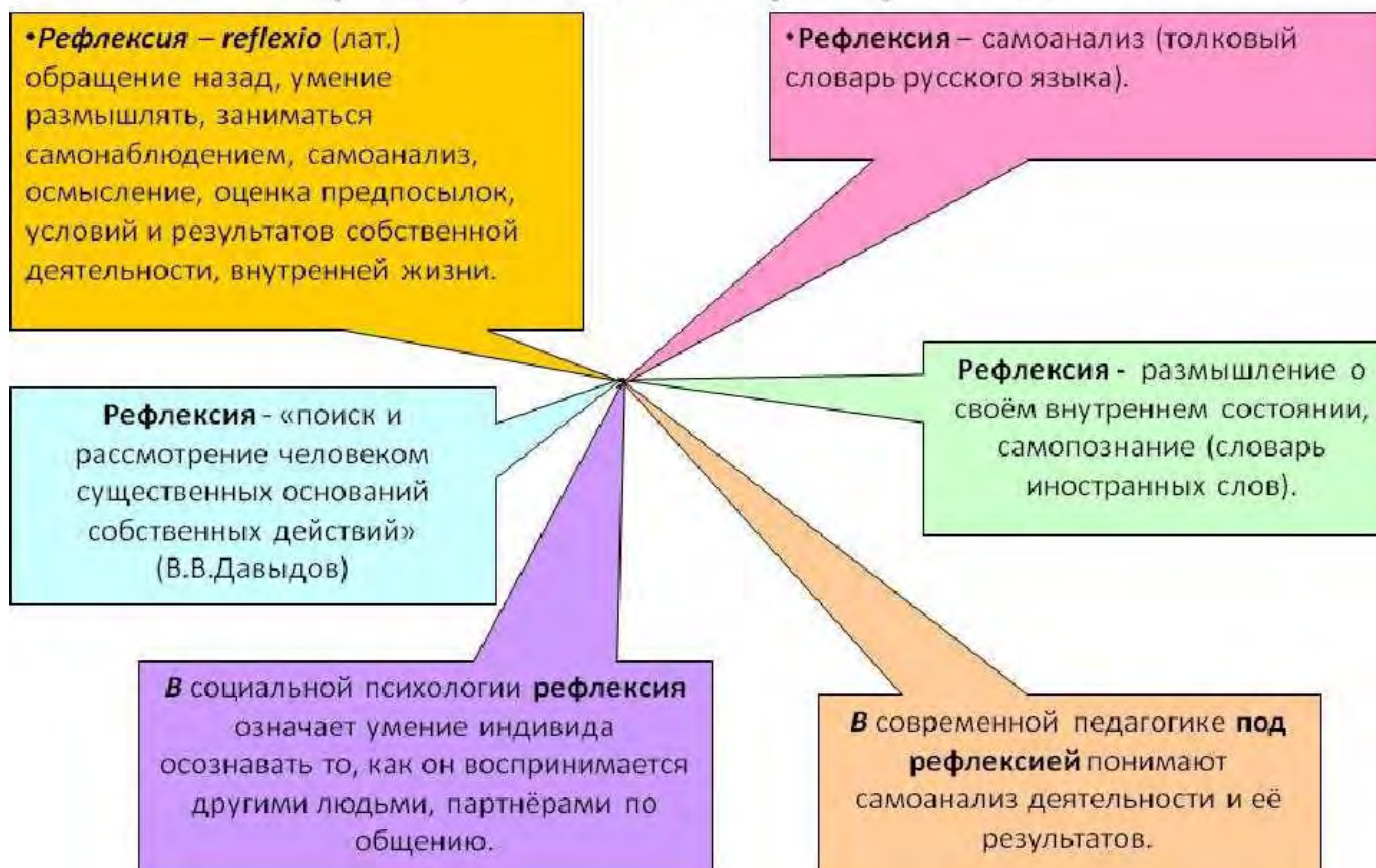 •Рефлексия – reflexio (лат.)
обращение назад, умение
размышлять, заниматься
самонаблюдением, самоанализ,
осмысление, оценка предпосылок,
условий и результатов собственной
деятельности, внутренней жизни.
•Рефлексия – самоанализ (толковый
словарь русского языка).
Рефлексия - «поиск и
рассмотрение человеком
существенных оснований
собственных действий»
(В.В.Давыдов)
Рефлексия - размышление о
своём внутреннем состоянии,
самопознание (словарь
иностранных слов).
В социальной психологии рефлексия
означает умение индивида
осознавать то, как он воспринимается
другими людьми, партнёрами по
общению.
В современной педагогике под
рефлексией понимают
самоанализ деятельности и её
результатов.